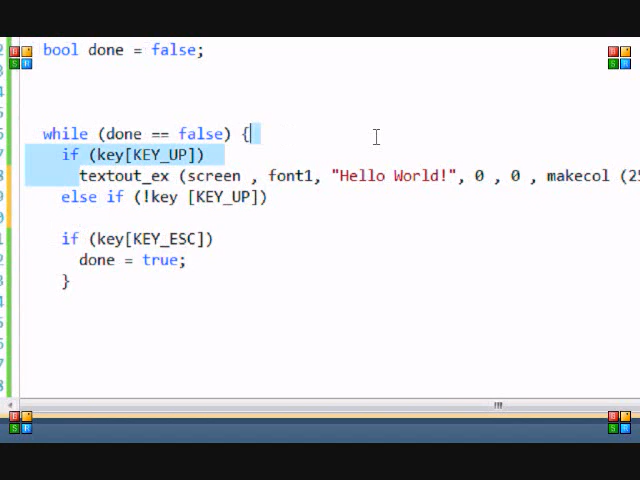 bool done = false;
while (done == false) {
if (key[KEY_UP])
textout_ex (screen , font1, "Hello World!", 0 , 0 , makecol (25
else if (!key [KEY_UP])
if (key[KEY_ESC])
done = true;
}